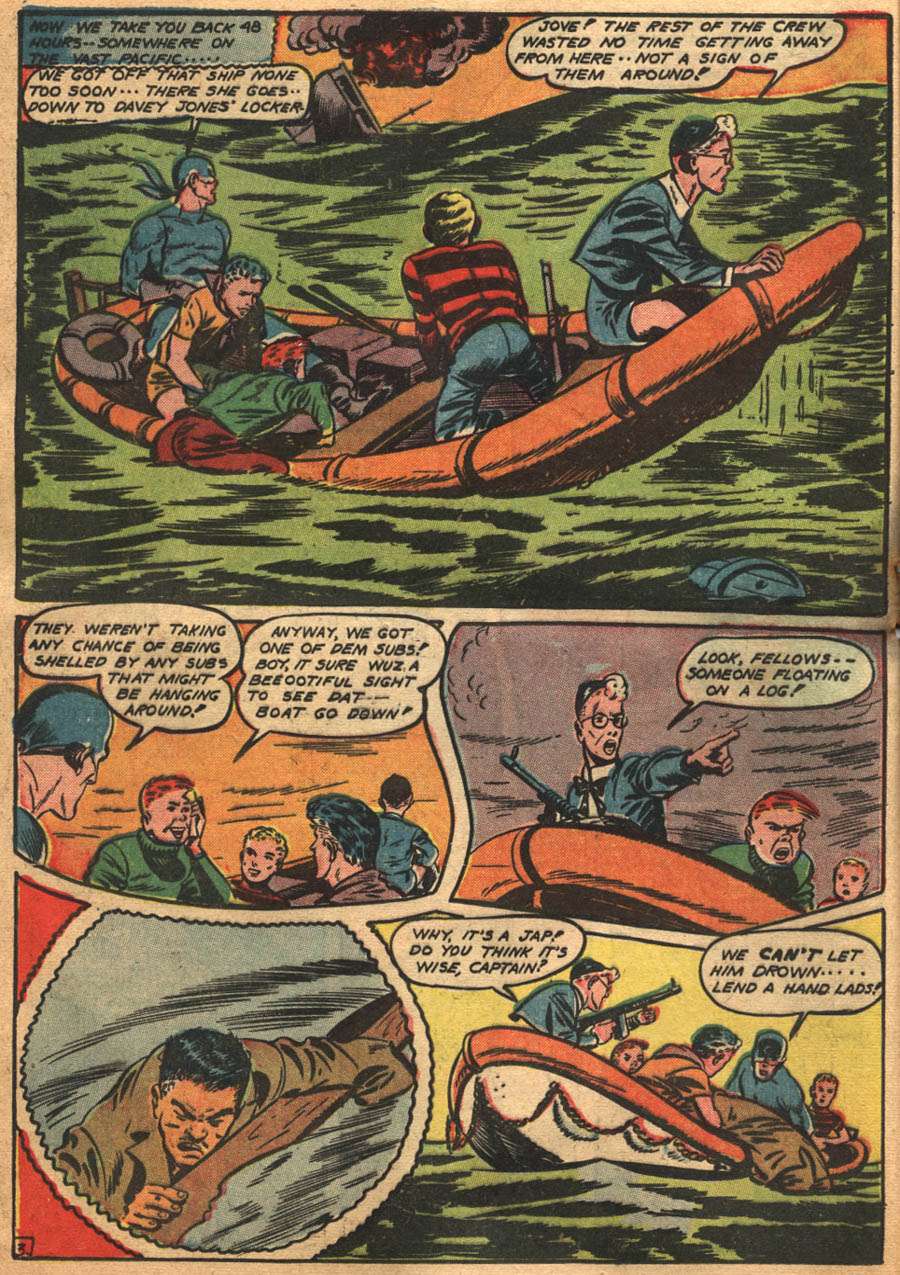 NOW WE TAKE YOU BACK 48
HOURS--SOMEWHERE ON
THE VAST PACIFIC.....
WE GOT OFF THAT SHIP NONE
TOO SOON... THERE SHE GOES..
DOWN TO DAVEY JONES' LOCKER-
JOVE! THE REST OF THE CREW
WASTED NO TIME GETTING AWAY
FROM HERE.. NOT A SIGN OF
THEM AROUND!
THEY WEREN'T TAKING
ANY CHANCE OF BEING
SHELLED BY ANY SUBS
THAT MIGHT
BE HANGING
AROUND!
ANYWAY, WE GOT
ONE OF DEM SUBS!
BOY, IT SURE WUZ A
BEEOOTIFUL SIGHT
TO SEE DAT--
BOAT GO DOWN!
LOOK, FELLOWS--
SOMEONE FLOATING
ON A LOG!
WHY, IT'S A JAP!
DO YOU THINK IT'S
WISE, CAPTAIN?
WE CAN'T LET
HIM DROWN.....
LEND A HAND LADS!
3